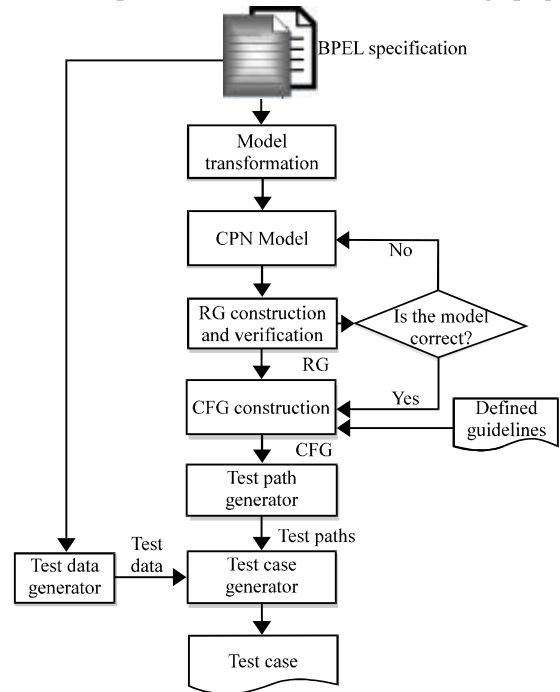 BPEL specification
Model
transformation
CPN Model
No
RG construction
and verification
Is the model
correct?
RG
Yes
CFG construction
Defined
guidelines
CFG
Test path
generator
Test paths
Test
data
Test data
generator
Test case
generator
Test case